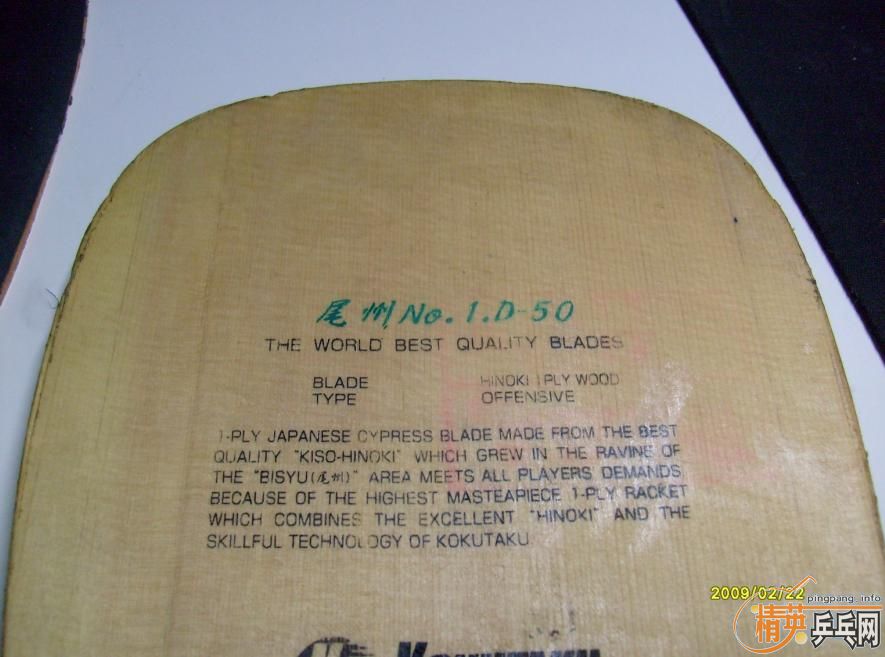 尾州 No.1.D-50
THE WORLD BEST QUALITY BLADES
BLADE HINOKI 1PLY WOOD
TYPE OFFENSIVE
1-PLY JAPANESE CYPRESS BLADE MADE FROM THE BEST
QUALITY "KISO-HINOKI" WHICH GREW IN THE RAVINE OF
THE "BISYU(尾州)" AREA MEETS ALL PLAYERS DEMANDS
BECAUSE OF THE HIGHEST MASTEAPIECE 1-PLY RACKET
WHICH COMBINES THE EXCELLENT "HINOKI" AND THE
SKILLFUL TECHNOLOGY OF KOKUTAKU
2009/02/22
pingpang.info
精英乒乓网